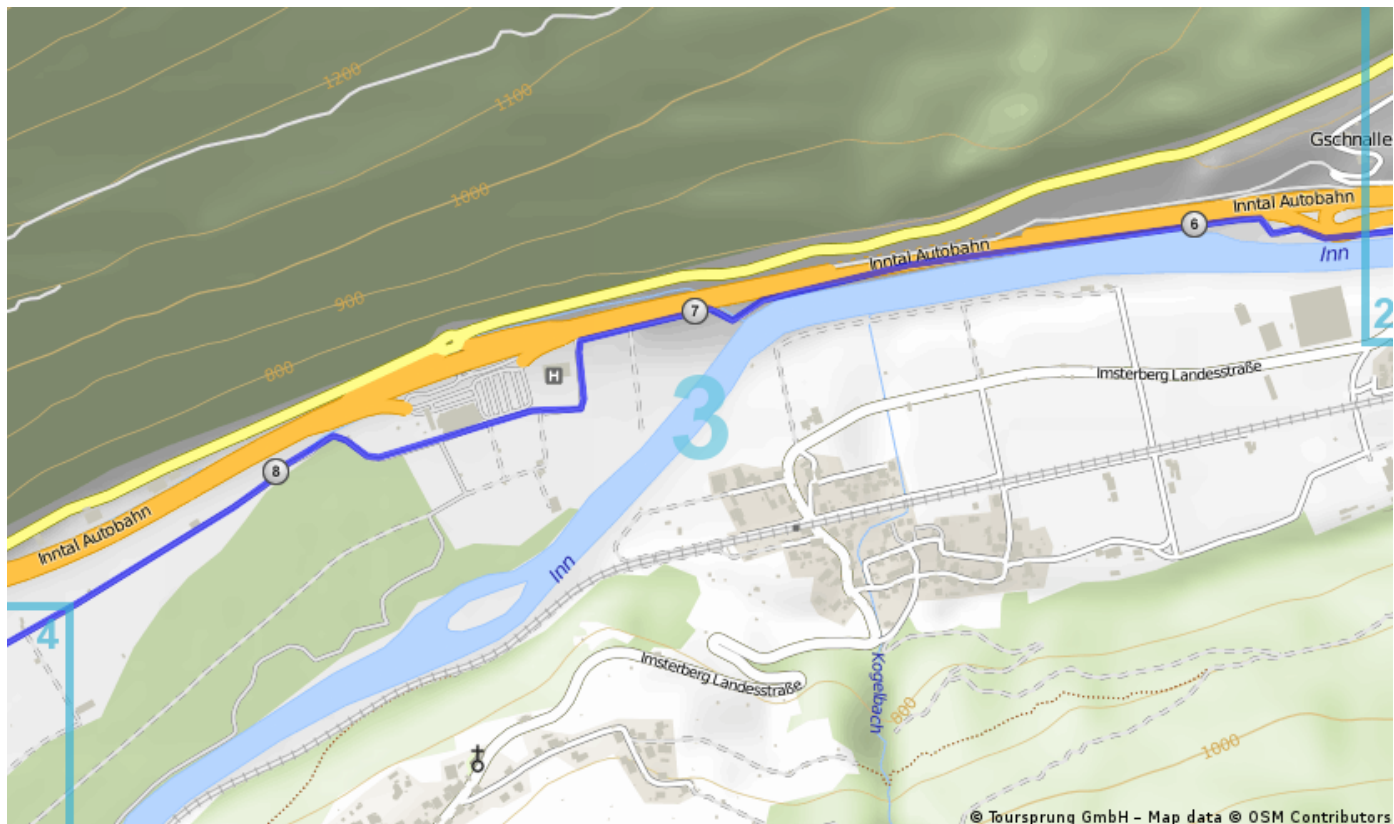 1200
1100
Gschnalle
1000
Inntal Autobahn
6
Inntal Autobahn
Inn
900
7
2
800
H
Imsterberg Landesstraße
3
8
Inntal Autobahn
Inn
4
Imsterberg Landesstraße
Kogelbach
800
1000
© Toursprung GmbH – Map data © OSM Contributors